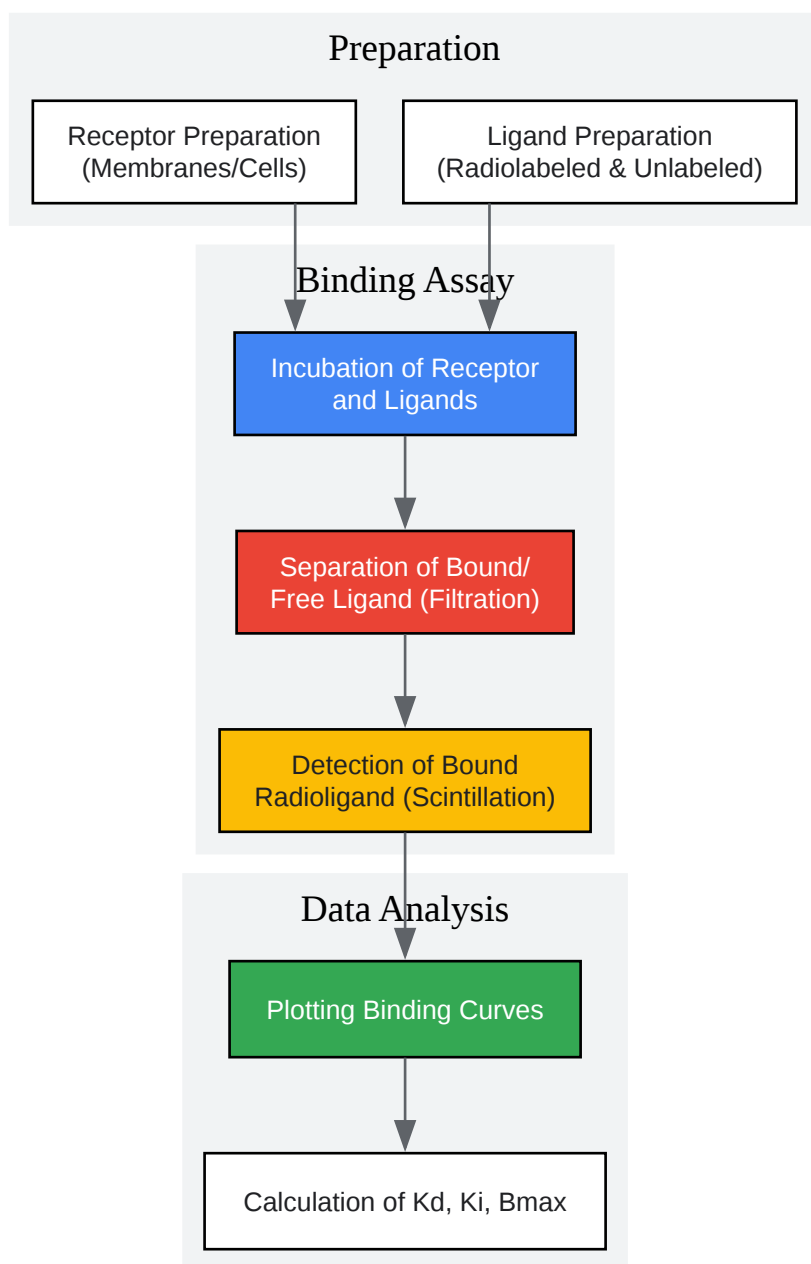 Preparation
Receptor Preparation
(Membranes/Cells)
Ligand Preparation
(Radiolabeled & Unlabeled)
Binding Assay
Incubation of Receptor
and Ligands
Separation of Bound/
Free Ligand (Filtration)
Detection of Bound
Radioligand (Scintillation)
Data Analysis
Plotting Binding Curves
Calculation of Kd, Ki, Bmax